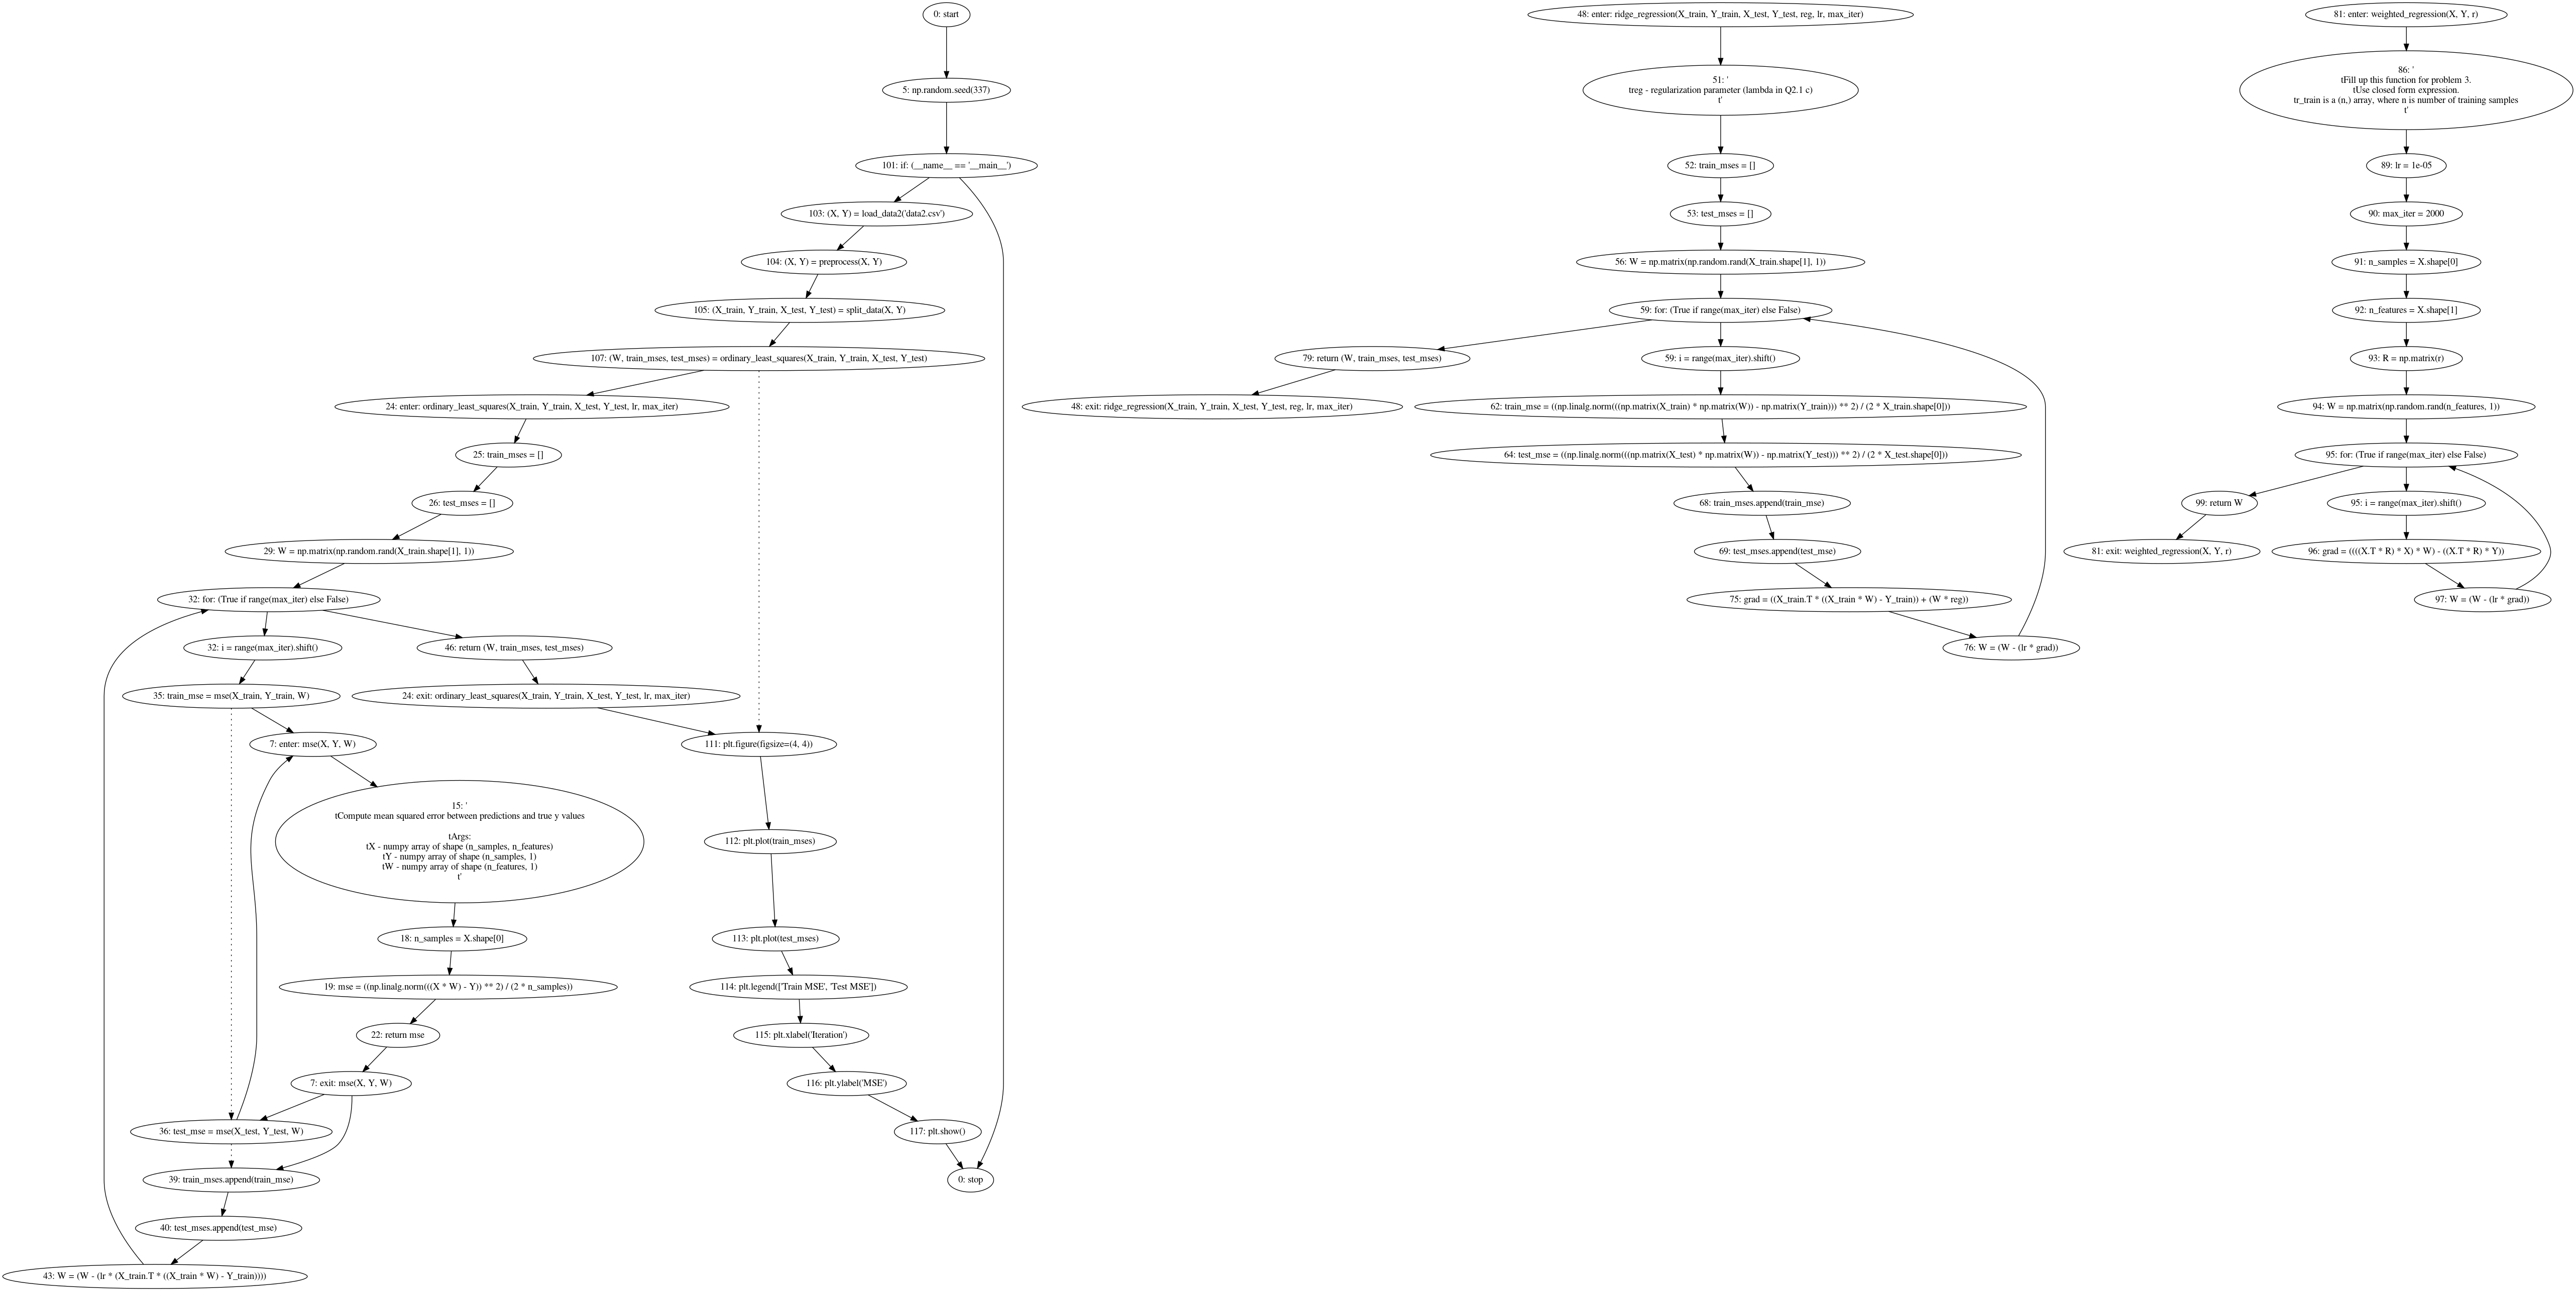 0: start
5: np.random.seed(337)
101: if: (__name__ == '__main__')
103: (X, Y) = load_data2('data2.csv')
104: (X, Y) = preprocess(X, Y)
105: (X_train, Y_train, X_test, Y_test) = split_data(X, Y)
107: (W, train_mses, test_mses) = ordinary_least_squares(X_train, Y_train, X_test, Y_test)
24: enter: ordinary_least_squares(X_train, Y_train, X_test, Y_test, lr, max_iter)
25: train_mses = []
26: test_mses = []
29: W = np.matrix(np.random.rand(X_train.shape[1], 1))
32: for: (True if range(max_iter) else False)
32: i = range(max_iter).shift()
46: return (W, train_mses, test_mses)
35: train_mse = mse(X_train, Y_train, W)
24: exit: ordinary_least_squares(X_train, Y_train, X_test, Y_test, lr, max_iter)
7: enter: mse(X, Y, W)
111: plt.figure(figsize=(4, 4))
15: '
tCompute mean squared error between predictions and true y values
tArgs:
tX - numpy array of shape (n_samples, n_features)
tY - numpy array of shape (n_samples, 1)
tW - numpy array of shape (n_features, 1)
t'
112: plt.plot(train_mses)
18: n_samples = X.shape[0]
113: plt.plot(test_mses)
19: mse = ((np.linalg.norm(((X * W) - Y)) ** 2) / (2 * n_samples))
114: plt.legend(['Train MSE', 'Test MSE'])
22: return mse
115: plt.xlabel('Iteration')
7: exit: mse(X, Y, W)
116: plt.ylabel('MSE')
36: test_mse = mse(X_test, Y_test, W)
117: plt.show()
39: train_mses.append(train_mse)
0: stop
40: test_mses.append(test_mse)
43: W = (W - (lr * (X_train.T * ((X_train * W) - Y_train))))
48: enter: ridge_regression(X_train, Y_train, X_test, Y_test, reg, lr, max_iter)
51: '
treg - regularization parameter (lambda in Q2.1 c)
t'
52: train_mses = []
53: test_mses = []
56: W = np.matrix(np.random.rand(X_train.shape[1], 1))
59: for: (True if range(max_iter) else False)
79: return (W, train_mses, test_mses)
59: i = range(max_iter).shift()
48: exit: ridge_regression(X_train, Y_train, X_test, Y_test, reg, lr, max_iter)
62: train_mse = ((np.linalg.norm(((np.matrix(X_train) * np.matrix(W)) - np.matrix(Y_train))) ** 2) / (2 * X_train.shape[0]))
64: test_mse = ((np.linalg.norm(((np.matrix(X_test) * np.matrix(W)) - np.matrix(Y_test))) ** 2) / (2 * X_test.shape[0]))
68: train_mses.append(train_mse)
69: test_mses.append(test_mse)
75: grad = ((X_train.T * ((X_train * W) - Y_train)) + (W * reg))
76: W = (W - (lr * grad))
81: enter: weighted_regression(X, Y, r)
86: '
tFill up this function for problem 3.
tUse closed form expression.
tr_train is a (n,) array, where n is number of training samples
t'
89: lr = 1e-05
90: max_iter = 2000
91: n_samples = X.shape[0]
92: n_features = X.shape[1]
93: R = np.matrix(r)
94: W = np.matrix(np.random.rand(n_features, 1))
95: for: (True if range(max_iter) else False)
99: return W
95: i = range(max_iter).shift()
81: exit: weighted_regression(X, Y, r)
96: grad = ((((X.T * R) * X) * W) - ((X.T * R) * Y))
97: W = (W - (lr * grad))